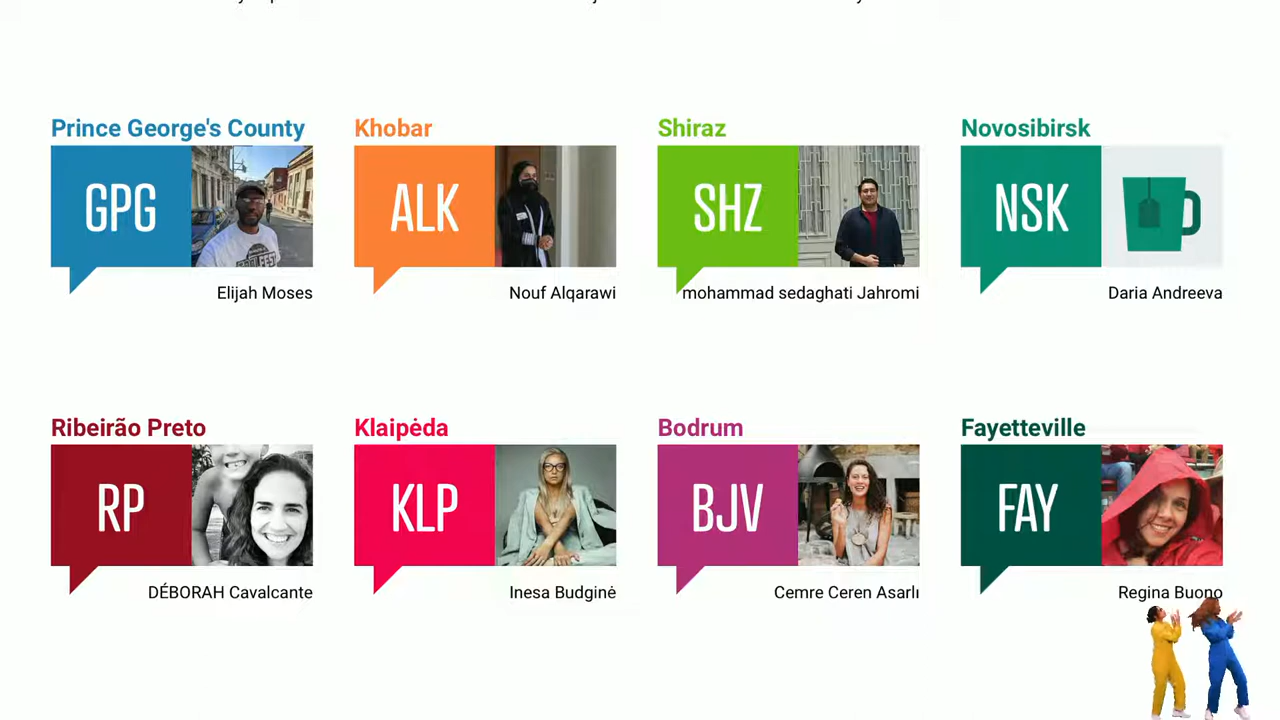 Prince George's County
Khobar
Shiraz
Novosibirsk
GPG
ALK
SHZ
NSK
Elijah Moses
Nouf Alqarawi
mohammad sedaghati Jahromi
Daria Andreeva
Ribeirão Preto
Klaipėda
Bodrum
Fayetteville
RP
KLP
BJV
FAY
DÉBORAH Cavalcante
Inesa Budginė
Cemre Ceren Asarlı
Regina Buono